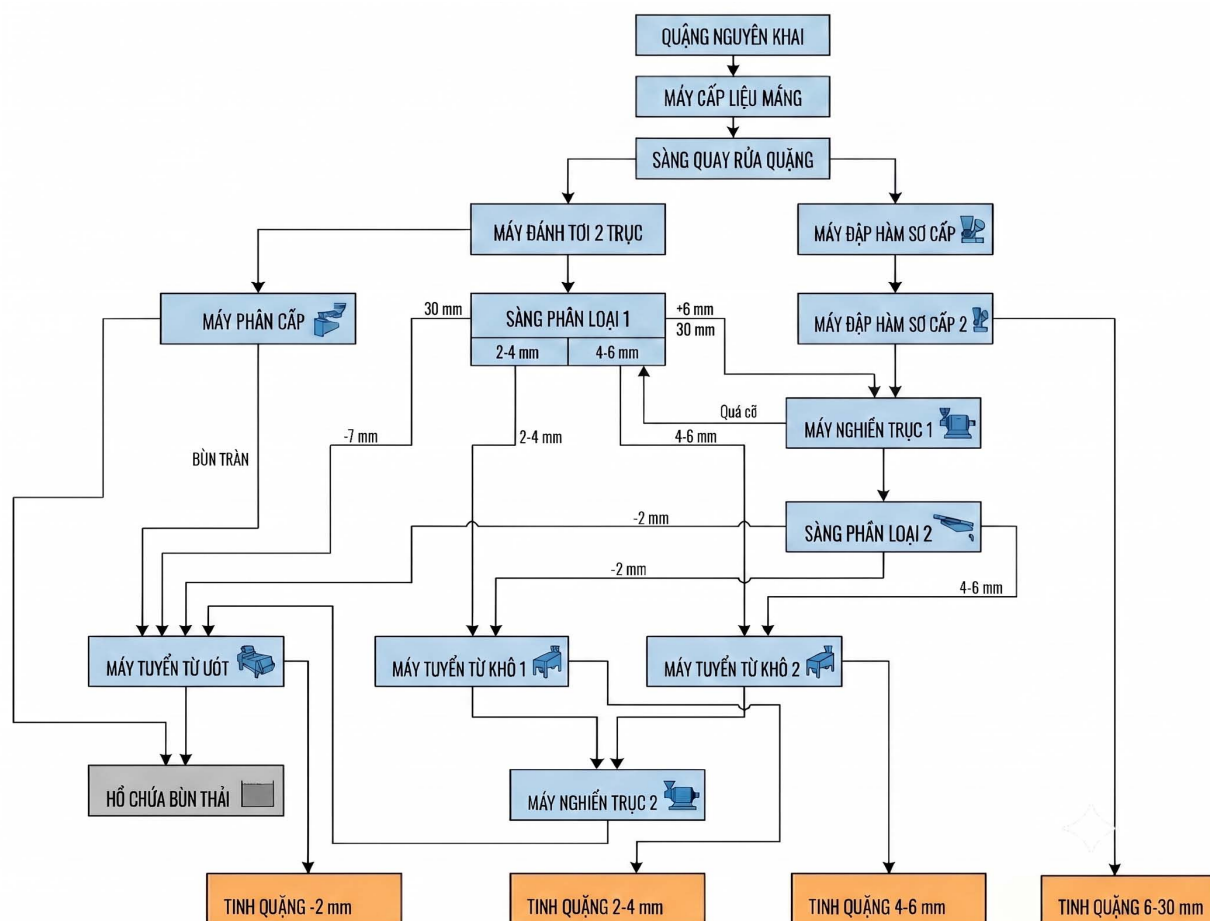 QUẬNG NGUYÊN KHAI
MÁY CẤP LIỆU MÁNG
SÀNG QUAY RỬA QUẶNG
MÁY ĐÁNH TƠI 2 TRỤC
MÁY ĐẬP HÀM SƠ CẤP
MÁY PHÂN CẤP
30 mm
SÀNG PHÂN LOẠI 1
+6 mm
30 mm
MÁY ĐẬP HÀM SƠ CẤP 2
2-4 mm
4-6 mm
Quá cỡ
MÁY NGHIỀN TRỤC 1
-7 mm
2-4 mm
4-6 mm
BÙN TRÀN
-2 mm
SÀNG PHÂN LOẠI 2
-2 mm
4-6 mm
MÁY TUYỂN TỪ ƯÓT
MÁY TUYỂN TỪ KHÔ 1
MÁY TUYỂN TỪ KHÔ 2
HỒ CHỨA BÙN THẢI
MÁY NGHIỀN TRỤC 2
TINH QUẶNG -2 mm
TINH QUẶNG 2-4 mm
TINH QUẶNG 4-6 mm
TINH QUẶNG 6-30 mm